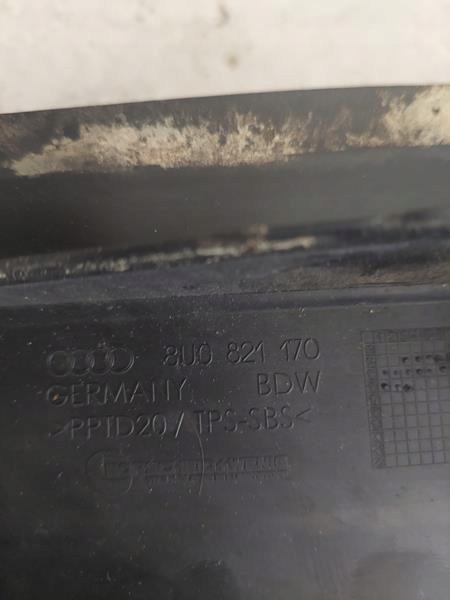 8U0 821 170
GERMANY BDW
>PPTD20/TPS-SBS<